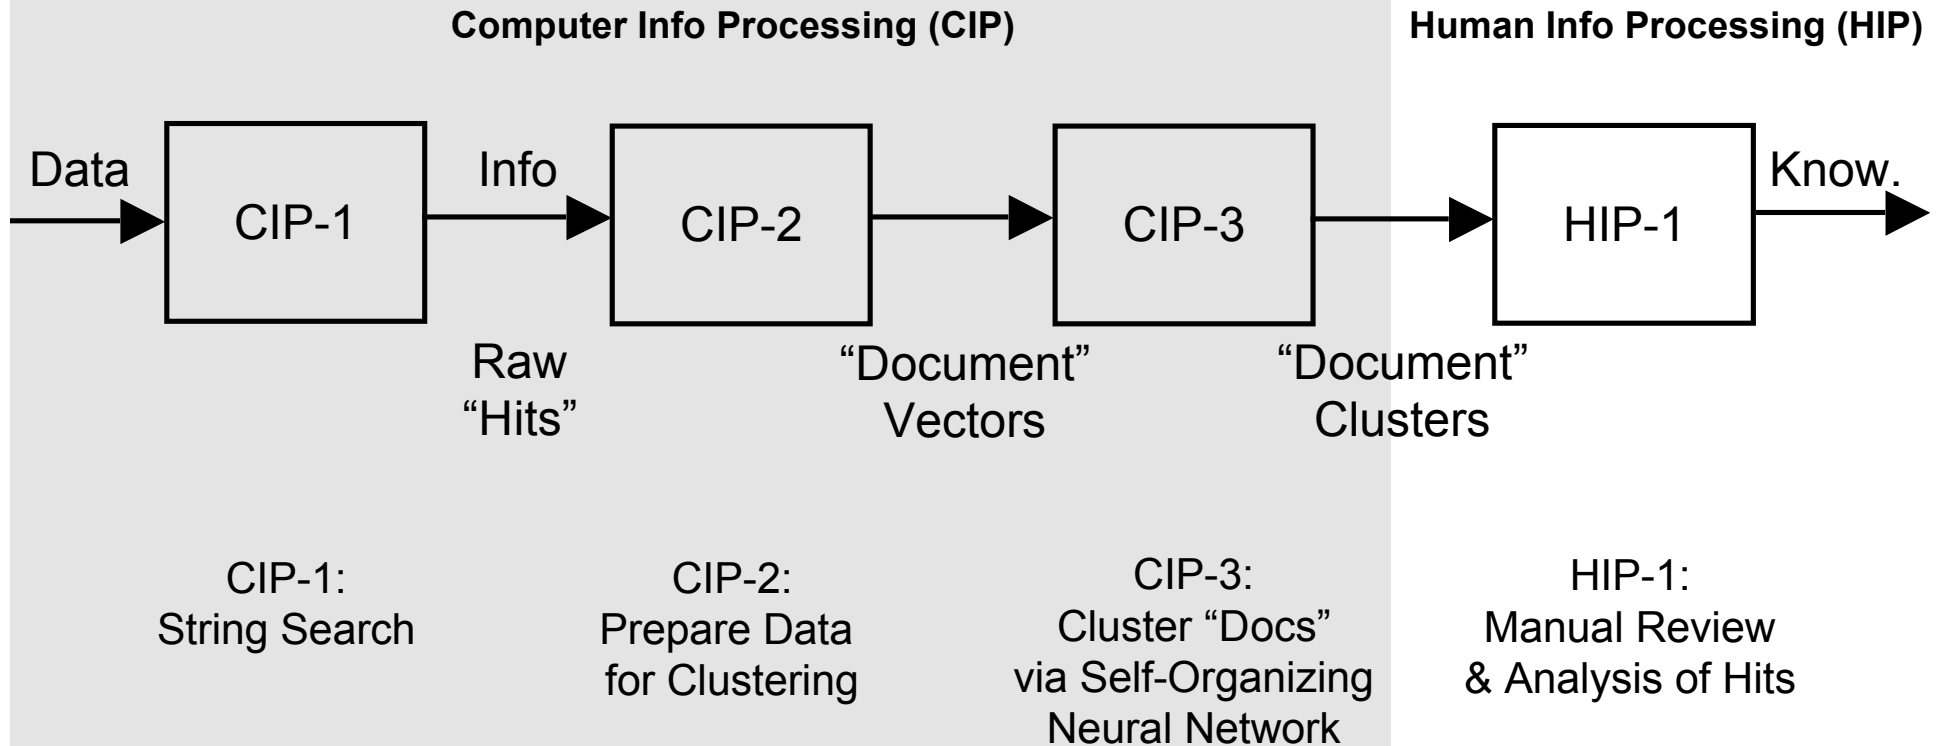 Computer Info Processing (CIP)
Human Info Processing (HIP)
Data
CIP-1
Info
CIP-2
CIP-3
HIP-1
Know.
Raw
“Hits”
“Document”
Vectors
“Document”
Clusters
CIP-1:
String Search
CIP-2:
Prepare Data
for Clustering
CIP-3:
Cluster “Docs”
via Self-Organizing
Neural Network
HIP-1:
Manual Review
& Analysis of Hits